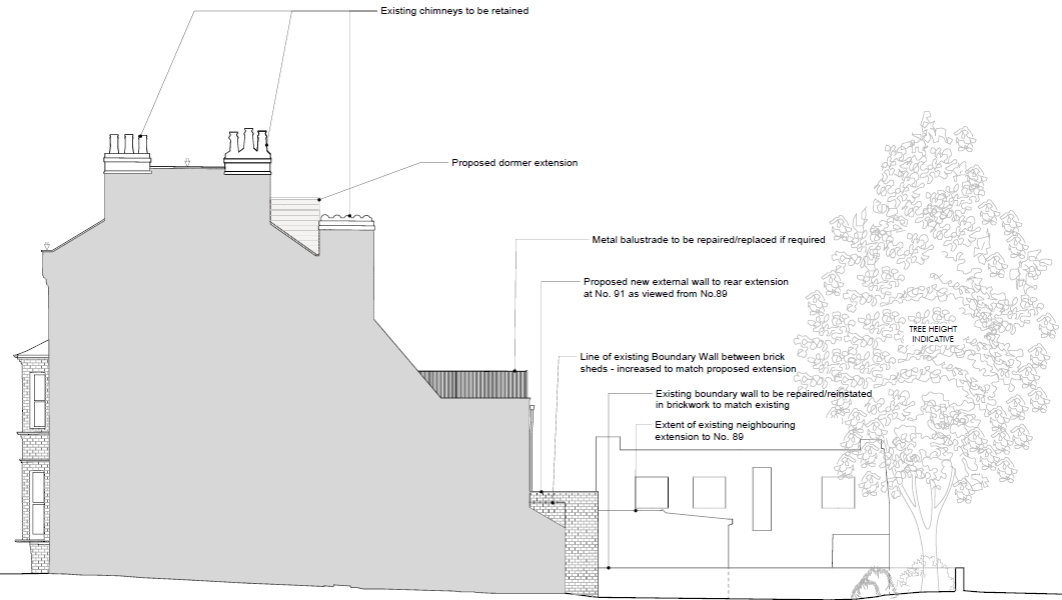 Existing chimneys to be retained
Proposed dormer extension
Metal balustrade to be repaired/replaced if required
Proposed new external wall to rear extension
at No. 91 as viewed from No.89
TREE HEIGHT
INDICATIVE
Line of existing Boundary Wall between brick
sheds - increased to match proposed extension
Existing boundary wall to be repaired/reinstated
in brickwork to match existing
Extent of existing neighbouring
extension to No. 89